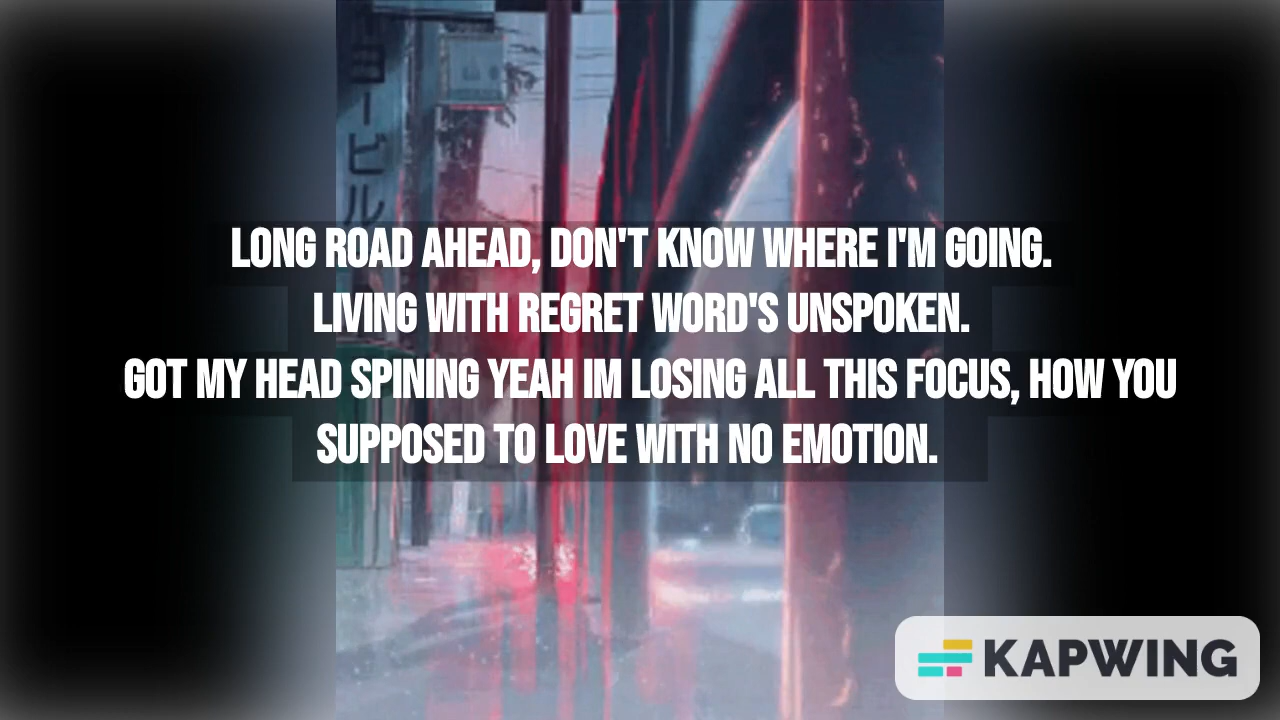 ヨービル
LONG ROAD AHEAD, DON'T KNOW WHERE I'M GOING.
LIVING WITH REGRET WORD'S UNSPOKEN.
GOT MY HEAD SPINING YEAH IM LOSING ALL THIS FOCUS, HOW YOU
SUPPOSED TO LOVE WITH NO EMOTION.
KAPWING